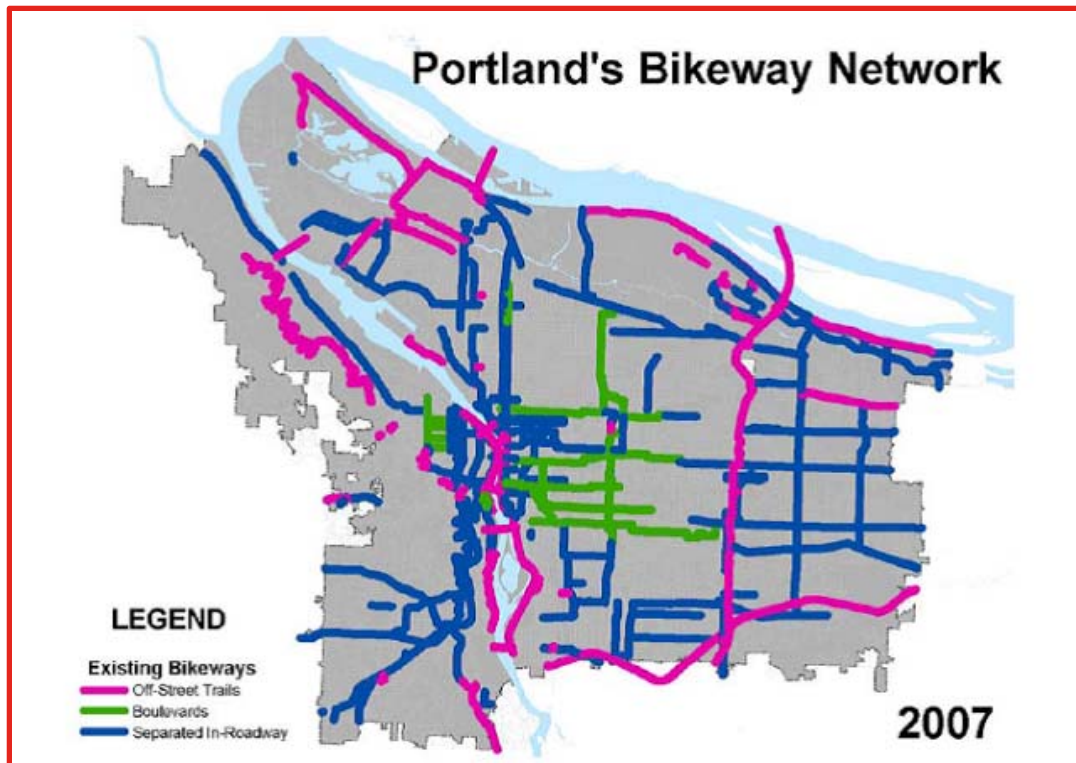 Portland's Bikeway Network
LEGEND
Existing Bikeways
Off-Street Trails
Boulevards
Separated In-Roadway
2007